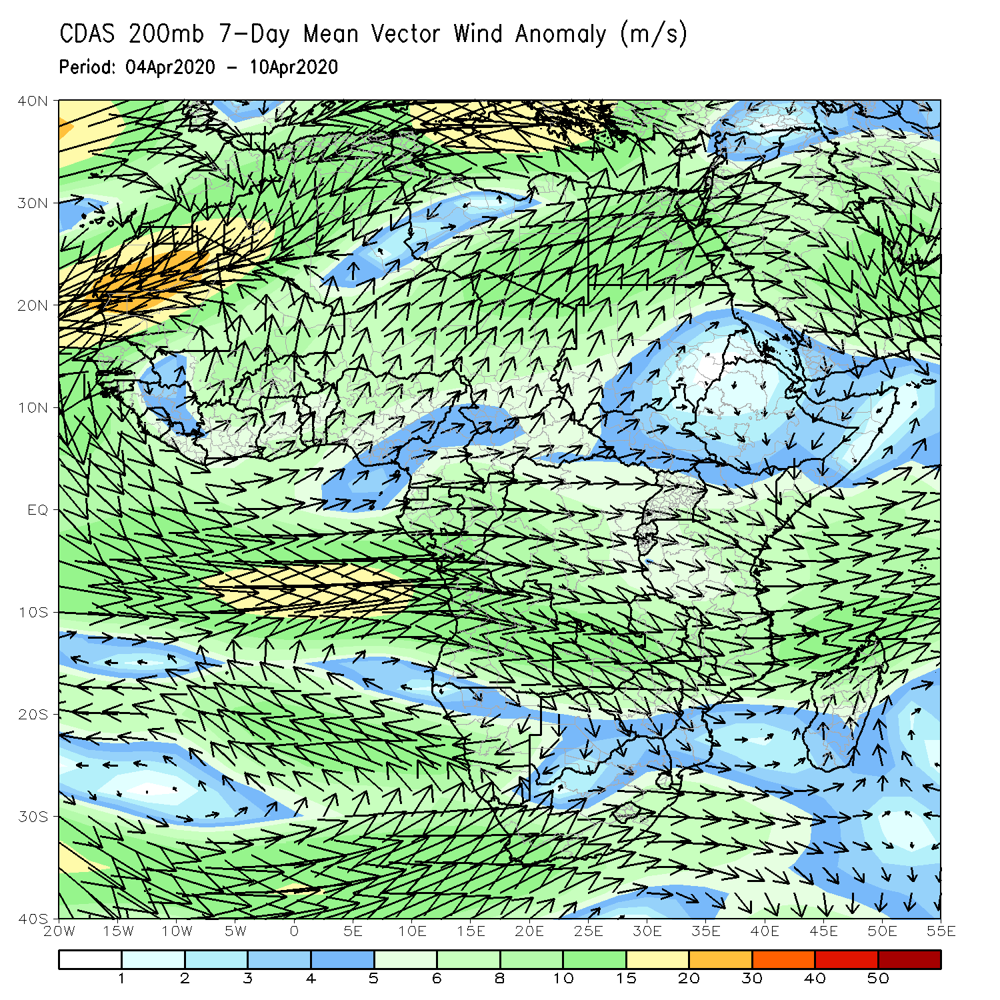 CDAS 200mb 7-Day Mean Vector Wind Anomaly (m/s)
Period: 04Apr2020 - 10Apr2020
40N
30N
20N
10N
EQ
10S
20S
30S
40S
20W 15W 10W 5W 0 5E 10E 15E 20E 25E 30E 35E 40E 45E 50E 55E
1 2 3 4 5 6 8 10 15 20 30 40 50